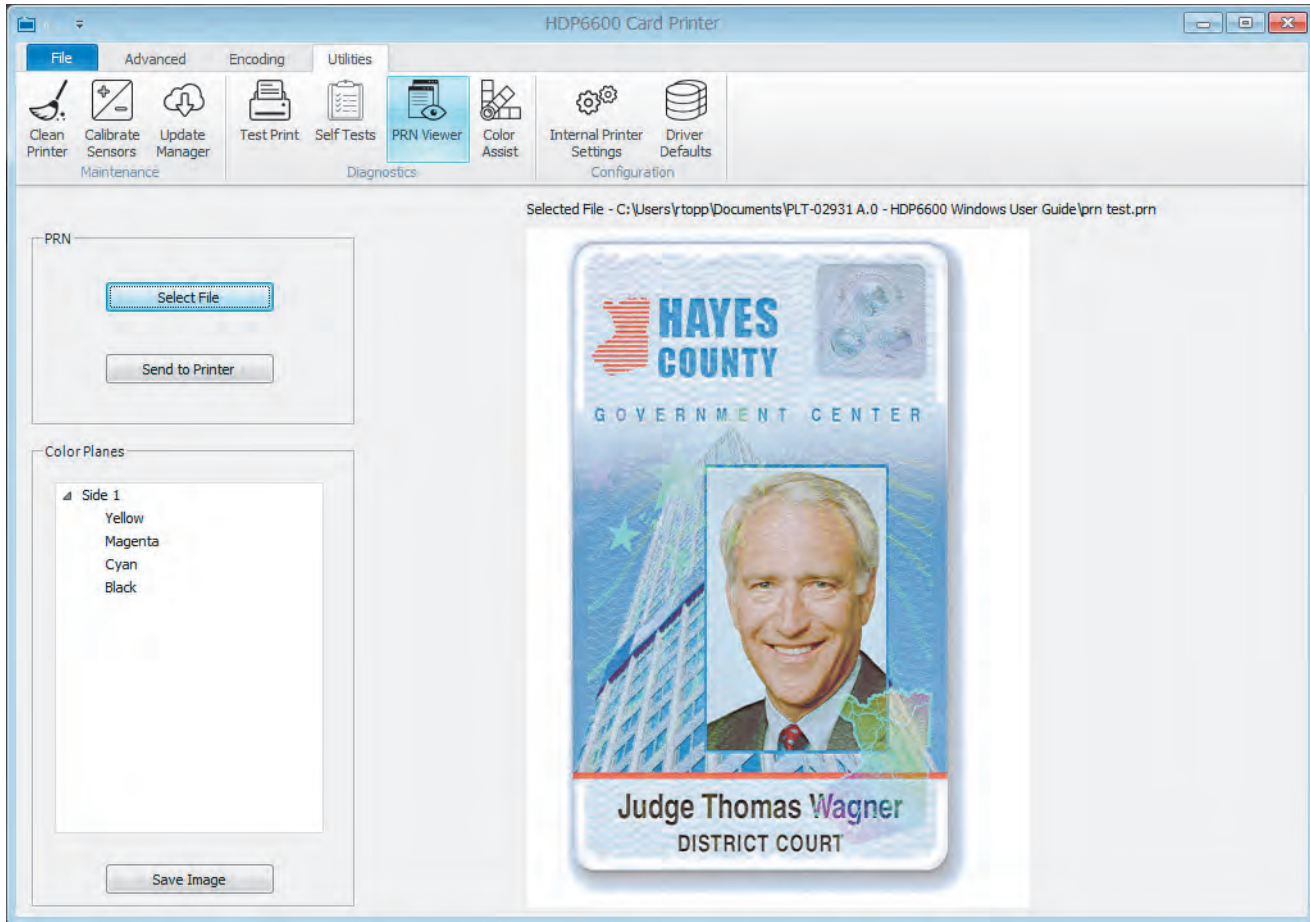 HDP6600 Card Printer
File Advanced Encoding Utilities
Clean Printer
Calibrate Sensors
Update Manager
Maintenance
Test Print
Self Tests
PRN Viewer
Color Assist
Diagnostics
Internal Printer Settings
Driver Defaults
Configuration
Selected File - C:\Users\rtopp\Documents\PLT-02931 A.0 - HDP6600 Windows User Guide\prn test.prn
PRN
Select File
Send to Printer
Color Planes
Side 1
Yellow
Magenta
Cyan
Black
Save Image
HAYES
COUNTY
GOVERNMENT CENTER
Judge Thomas Wagner
DISTRICT COURT